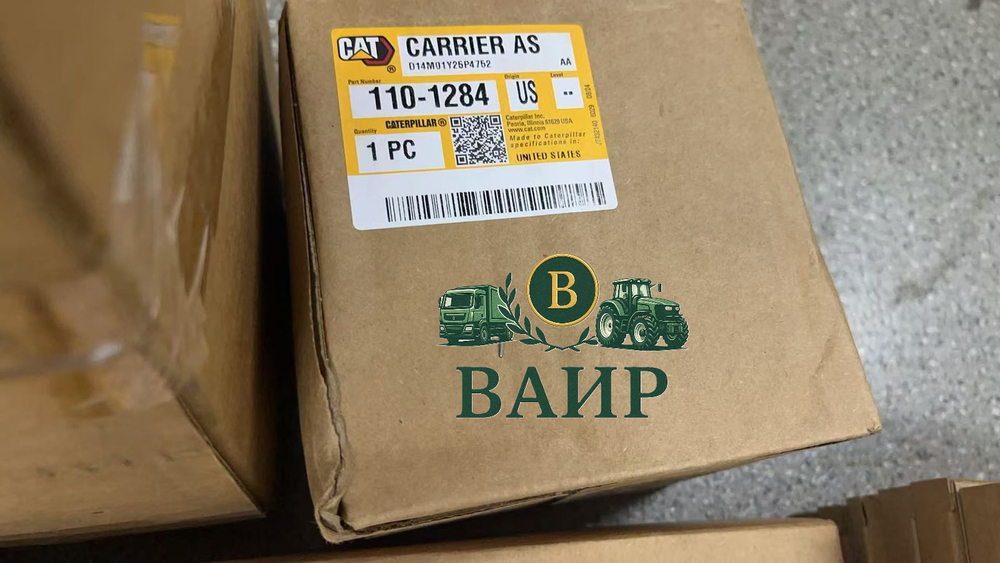 CAT
®
CARRIER AS
D14M01Y25P4752
AA
Part Number
110-1284
Origin
US
Level
--
Quantity
1 PC
CATERPILLAR®
Caterpillar Inc.
Peoria, Illinois 61629 USA
www.cat.com
Made to Caterpillar
specifications in:
UNITED STATES
В
ВАИР